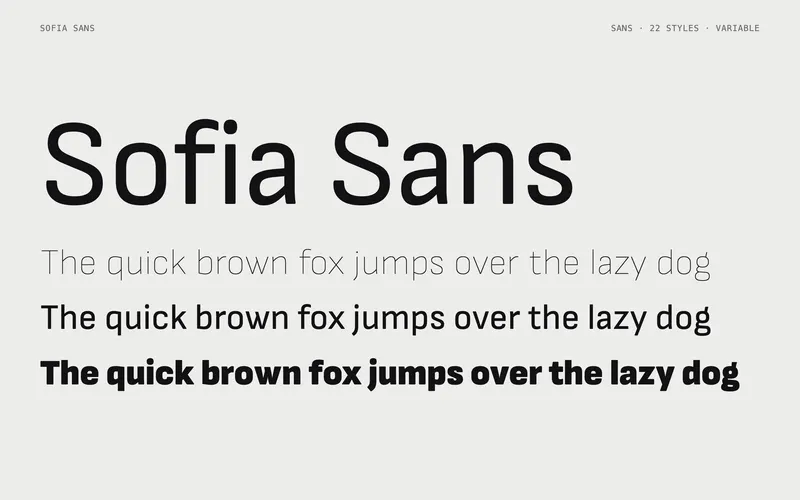 SOFIA SANS
SANS · 22 STYLES · VARIABLE
Sofia Sans
The quick brown fox jumps over the lazy dog
The quick brown fox jumps over the lazy dog
The quick brown fox jumps over the lazy dog